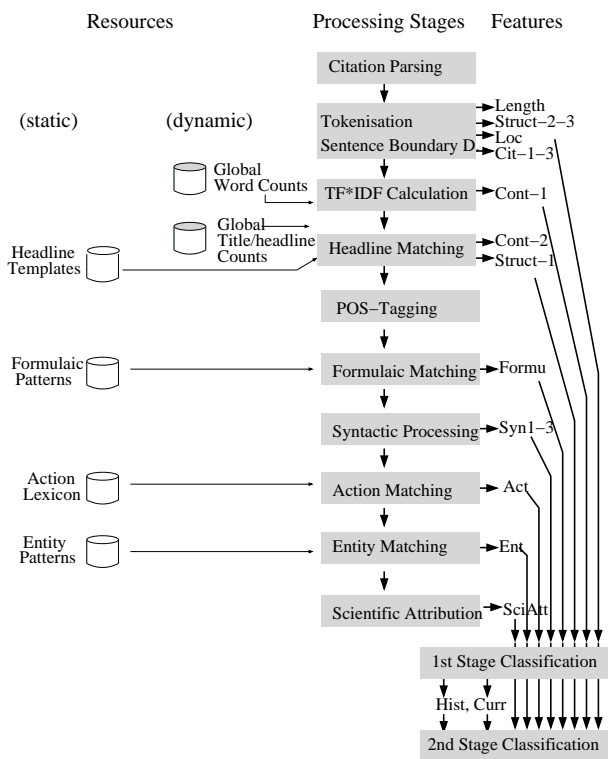 Resources Processing Stages Features
Citation Parsing
(static) (dynamic)
Tokenisation
Sentence Boundary D.
Length
Struct−2−3
Loc
Cit−1−3
Global
Word Counts
TF*IDF Calculation
Cont−1
Global
Title/headline
Counts
Headline
Templates
Headline Matching
Cont−2
Struct−1
POS−Tagging
Formulaic
Patterns
Formulaic Matching
Formu
Syntactic Processing
Syn1−3
Action
Lexicon
Action Matching
Act
Entity
Patterns
Entity Matching
Ent
Scientific Attribution
SciAtt
1st Stage Classification
Hist, Curr
2nd Stage Classification